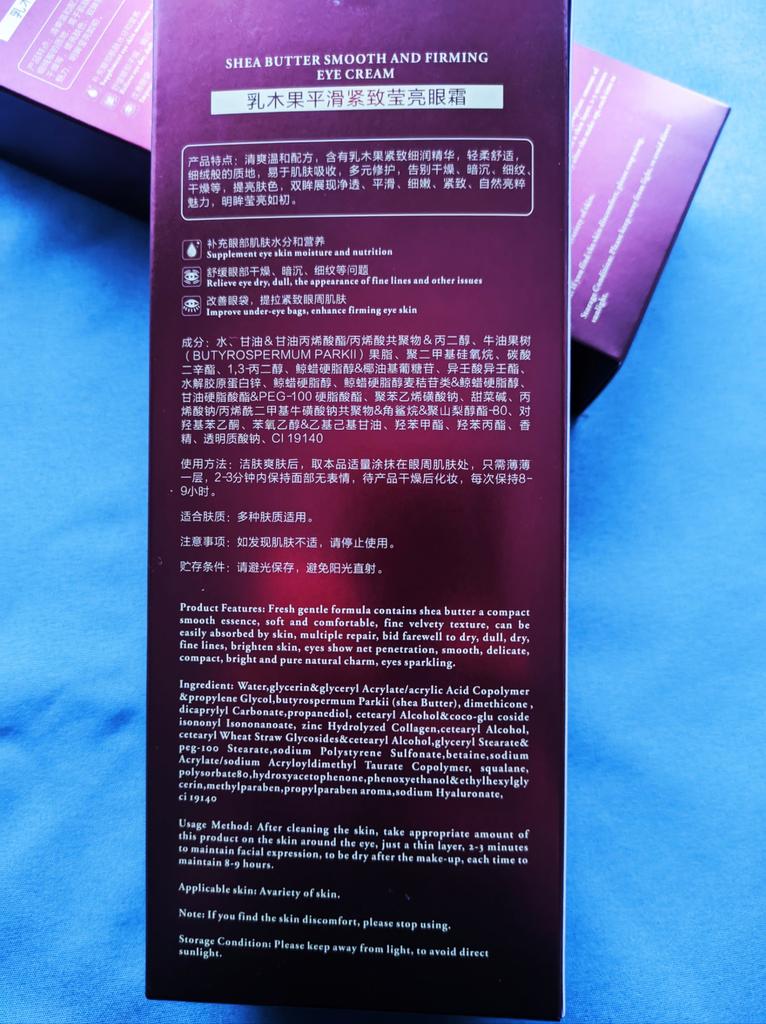 SHEA BUTTER SMOOTH AND FIRMING
EYE CREAM
乳木果平滑紧致莹亮眼霜
产品特点：清爽温和配方，含有乳木果紧致细润精华，轻柔舒适，
细绒般的质地，易于肌肤吸收，多元修护，告别干燥、暗沉、细纹、
干燥等，提亮肤色，双眸展现净透、平滑、细嫩、紧致、自然亮粹
魅力，明眸莹亮如初。
补充眼部肌肤水分和营养
Supplement eye skin moisture and nutrition
舒缓眼部干燥、暗沉、细纹等问题
Relieve eye dry, dull, the appearance of fine lines and other issues
改善眼袋，提拉紧致眼周肌肤
Improve under-eye bags, enhance firming eye skin
成分：水、甘油＆甘油丙烯酸酯/丙烯酸共聚物＆丙二醇、牛油果树
（BUTYROSPERMUM PARKII）果脂、聚二甲基硅氧烷、碳酸
二辛酯、1,3-丙二醇、鲸蜡硬脂醇&椰油基葡糖苷、异壬酸异壬酯、
水解胶原蛋白锌、鲸蜡硬脂醇、鲸蜡硬脂醇麦秸苷类&鲸蜡硬脂醇、
甘油硬脂酸酯&PEG-100 硬脂酸酯、聚苯乙烯磺酸钠、甜菜碱、丙
烯酸钠/丙烯酰二甲基牛磺酸钠共聚物&角鲨烷&聚山梨醇酯-80、对
羟基苯乙酮、苯氧乙醇&乙基己基甘油、羟苯甲酯、羟苯丙酯、香
精、透明质酸钠、CI 19140
使用方法：洁肤爽肤后，取本品适量涂抹在眼周肌肤处，只需薄薄
一层，2-3分钟内保持面部无表情，待产品干燥后化妆，每次保持8-
9小时。
适合肤质：多种肤质适用。
注意事项：如发现肌肤不适，请停止使用。
贮存条件：请避光保存，避免阳光直射。
Product Features: Fresh gentle formula contains shea butter a compact
smooth essence, soft and comfortable, fine velvety texture, can be
easily absorbed by skin, multiple repair, bid farewell to dry, dull, dry,
fine lines, brighten skin, eyes show net penetration, smooth, delicate,
compact, bright and pure natural charm, eyes sparkling.
Ingredient: Water,glycerin&glyceryl Acrylate/acrylic Acid Copolymer
&propylene Glycol,butyrospermum Parkii (shea Butter), dimethicone,
dicaprylyl Carbonate,propanediol, cetearyl Alcohol&coco-glu coside
isononyl Isononanoate, zinc Hydrolyzed Collagen,cetearyl Alcohol,
cetearyl Wheat Straw Glycosides&cetearyl Alcohol,glyceryl Stearate&
peg-100 Stearate,sodium Polystyrene Sulfonate,betaine,sodium
Acrylate/sodium Acryloyldimethyl Taurate Copolymer, squalane,
polysorbate80,hydroxyacetophenone,phenoxyethanol&ethylhexylgly
cerin,methylparaben,propylparaben aroma,sodium Hyaluronate,
ci 19140
Usage Method: After cleaning the skin, take appropriate amount of
this product on the skin around the eye, just a thin layer, 2-3 minutes
to maintain facial expression, to be dry after the make-up, each time to
maintain 8-9 hours.
Applicable skin: Avariety of skin.
Note: If you find the skin discomfort, please stop using.
Storage Condition: Please keep away from light, to avoid direct
sunlight.